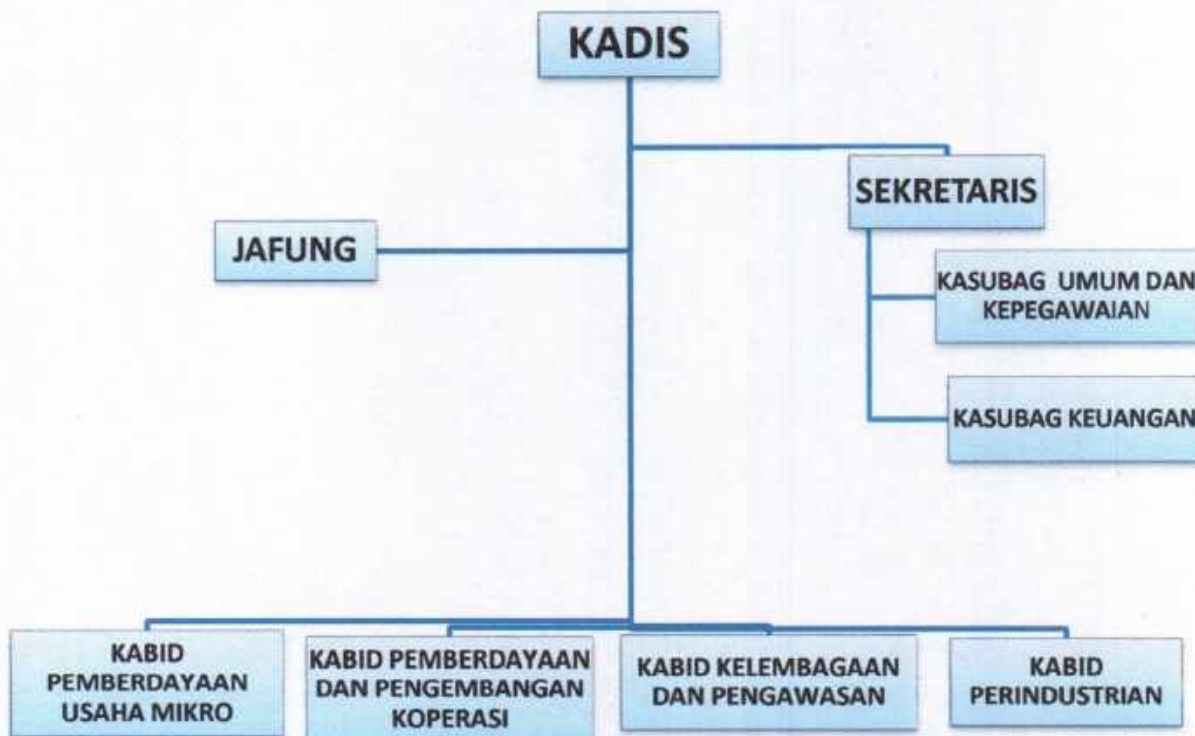 KADIS
SEKRETARIS
JAFUNG
KASUBAG UMUM DAN
KEPEGAWAIAN
KASUBAG KEUANGAN
KABID
PEMBERDAYAAN
USAHA MIKRO
KABID PEMBERDAYAAN
DAN PENGEMBANGAN
KOPERASI
KABID KELEMBAGAAN
DAN PENGAWASAN
KABID
PERINDUSTRIAN